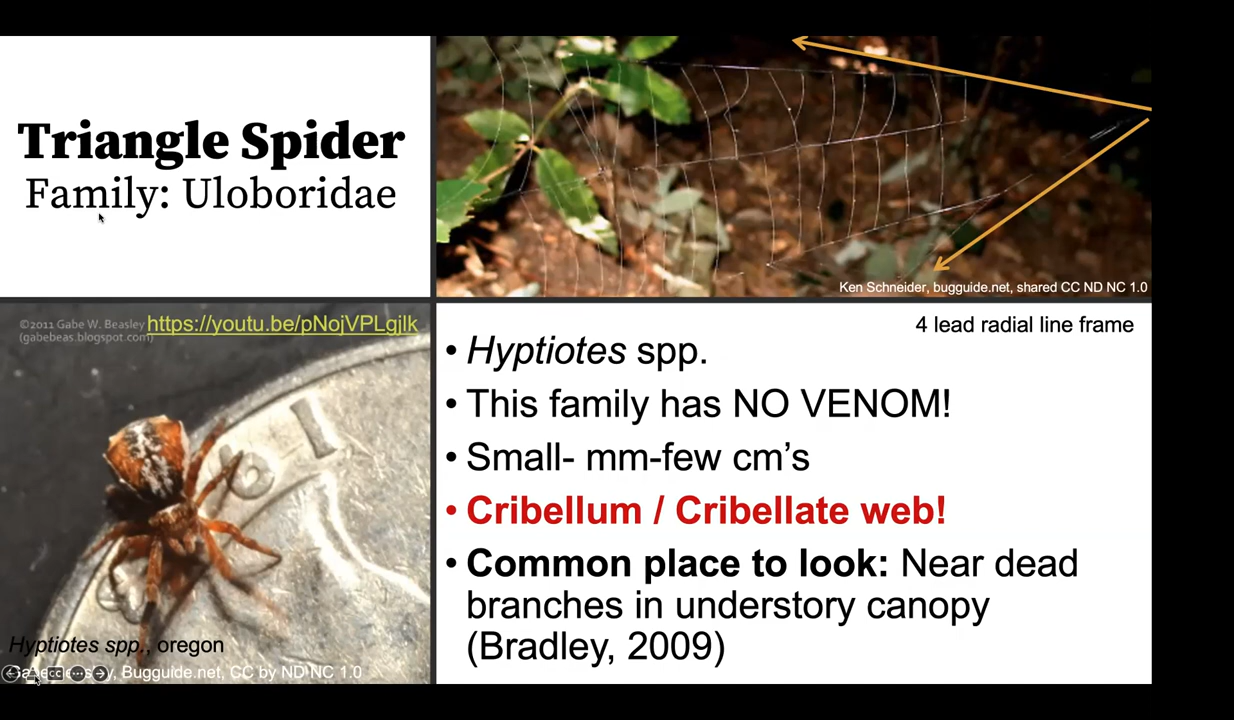 Triangle Spider
Family: Uloboridae
Ken Schneider, bugguide.net, shared CC ND NC 1.0
©2011 Gabe W. Beasley
(gabebeas.blogspot.com)
https://youtu.be/pNojVPLgjlk
Hyptiotes spp., oregon
Bugguide.net, CC by ND NC 1.0
4 lead radial line frame
• Hyptiotes spp.
• This family has NO VENOM!
• Small- mm-few cm’s
• Cribellum / Cribellate web!
• Common place to look: Near dead
branches in understory canopy
(Bradley, 2009)